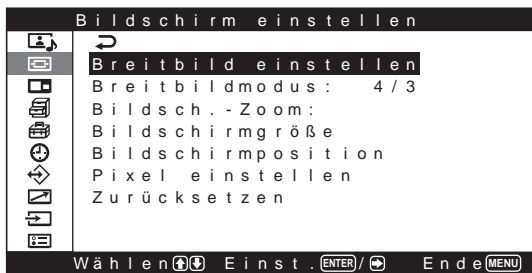 Bildschirm einstellen
Breitbild einstellen
Breitbildmodus: 4/3
Bildsch.-Zoom:
Bildschirmgröße
Bildschirmposition
Pixel einstellen
Zurücksetzen
Wählen Einst. ENTER / Ende MENU